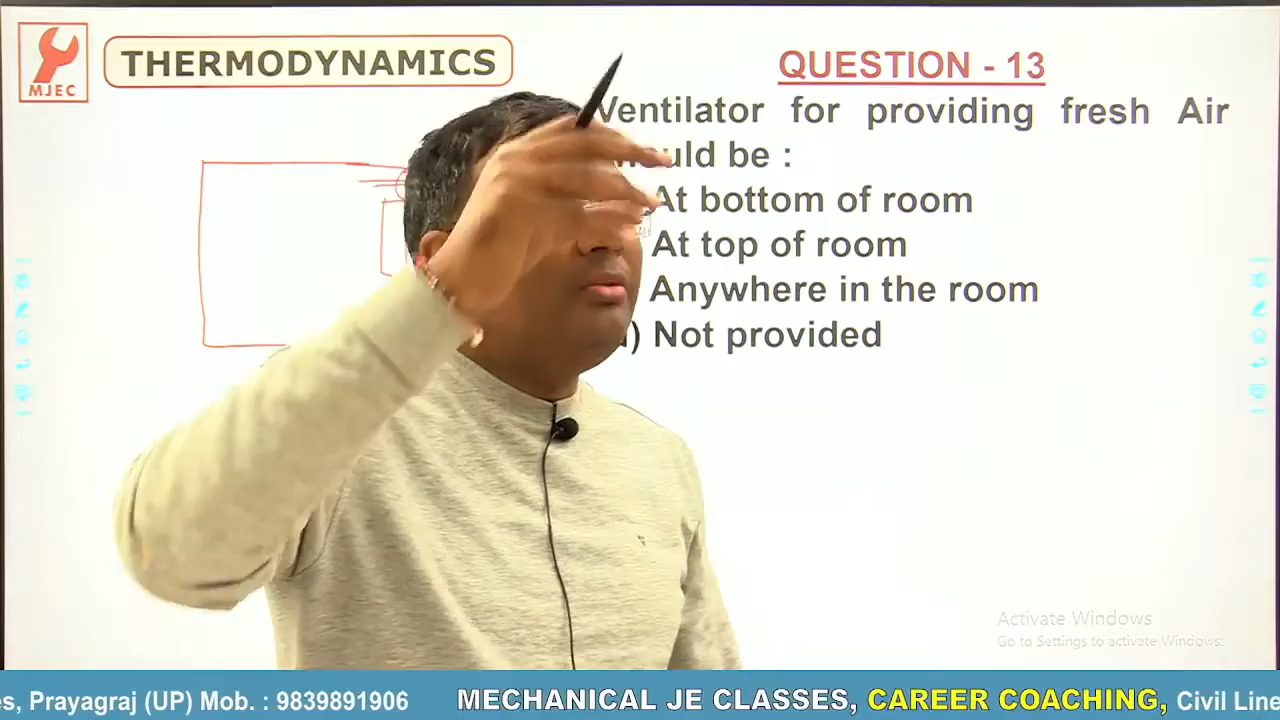 MJEC
THERMODYNAMICS
QUESTION - 13
Ventilator for providing fresh Air
be :
At bottom of room
At top of room
Anywhere in the room
Not provided
Activate Windows
Go to Settings to activate Windows.
Prayagraj (UP) Mob. : 9839891906 MECHANICAL JE CLASSES, CAREER COACHING, Civil Line